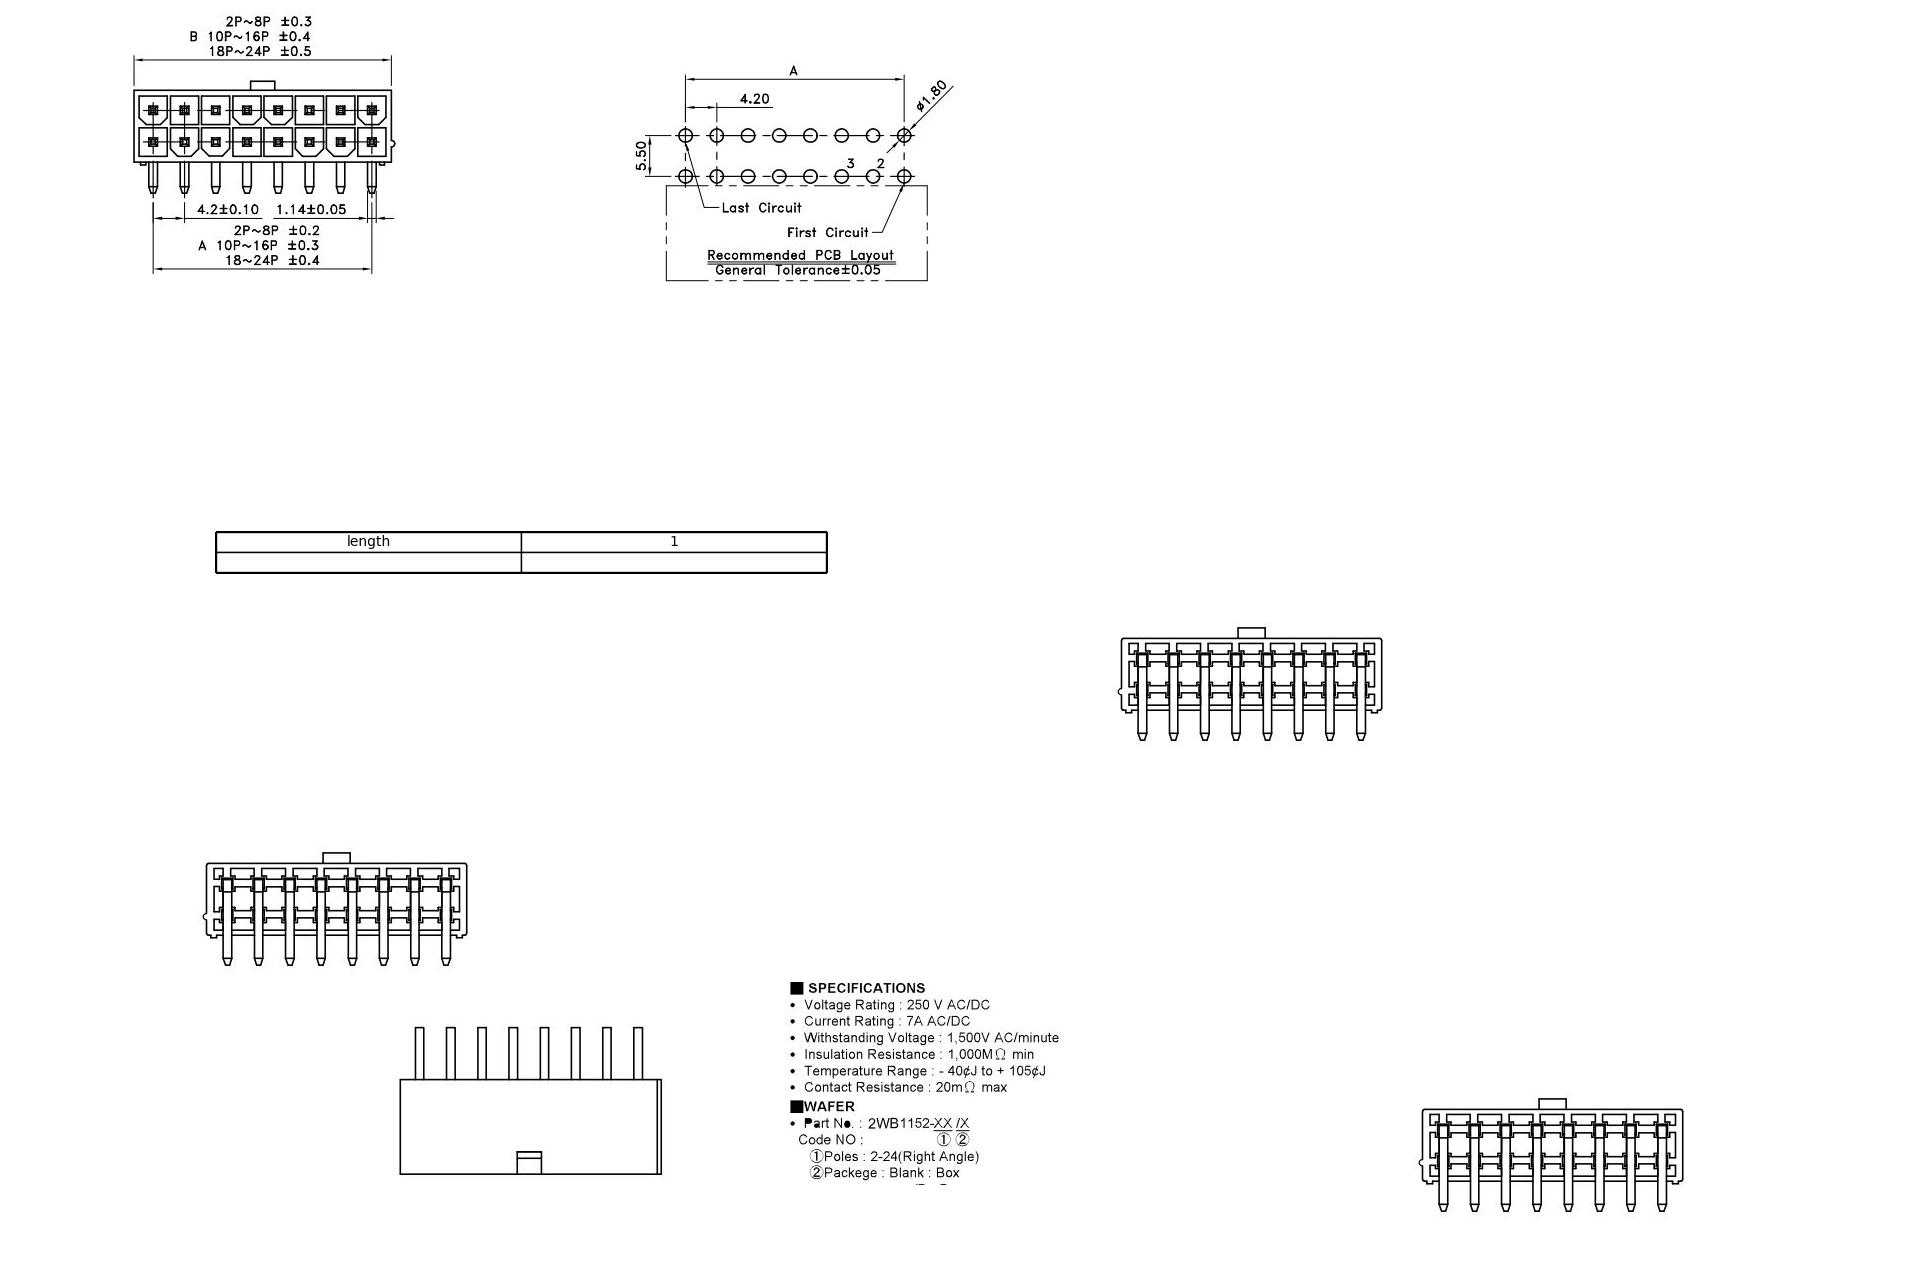 2P~8P ±0.3
B 10P~16P ±0.4
18P~24P ±0.5
4.2±0.10
1.14±0.05
2P~8P ±0.2
A 10P~16P ±0.3
18~24P ±0.4
A
4.20
ø1.80
5.50
3 2
Last Circuit
First Circuit
Recommended PCB Layout
General Tolerance±0.05
length 1
■ SPECIFICATIONS
• Voltage Rating : 250 V AC/DC
• Current Rating : 7A AC/DC
• Withstanding Voltage : 1,500V AC/minute
• Insulation Resistance : 1,000MΩ min
• Temperature Range : - 40¢J to + 105¢J
• Contact Resistance : 20mΩ max
■WAFER
• Part No. : 2WB1152-XX /X
Code NO : ① ②
①Poles : 2-24(Right Angle)
②Packege : Blank : Box